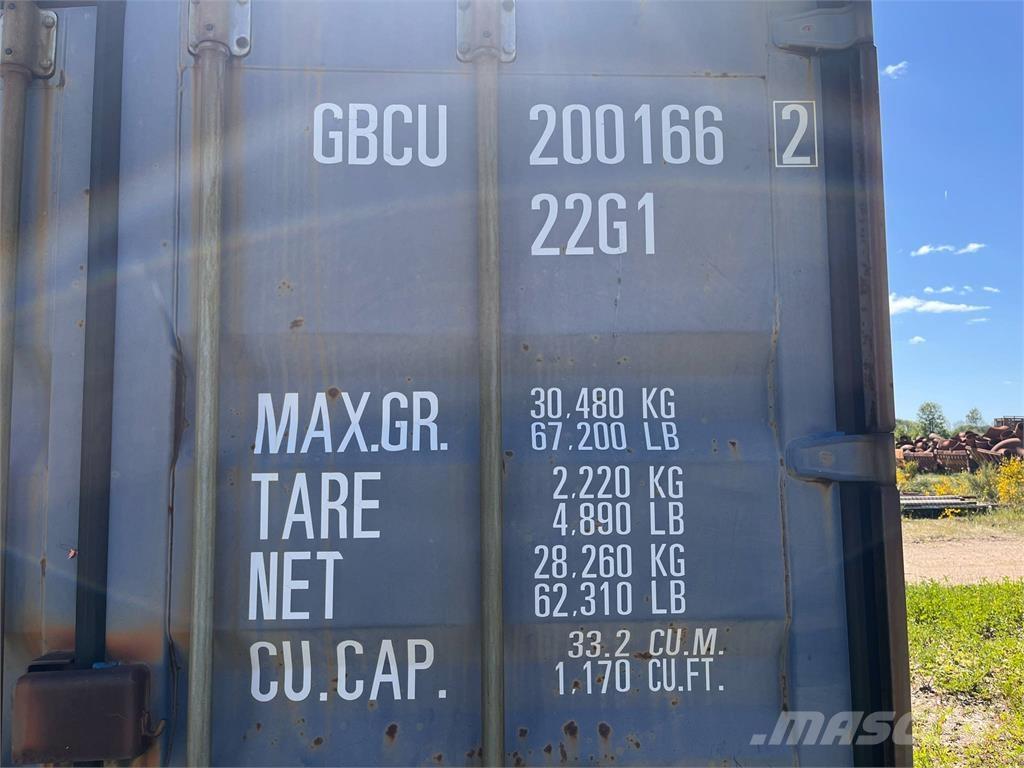 GBCU 200166 2
22G1
MAX.GR. 30,480 KG
67,200 LB
TARE 2,220 KG
4,890 LB
NET 28,260 KG
62,310 LB
CU.CAP. 33.2 CU.M.
1,170 CU.FT.
MASCUS